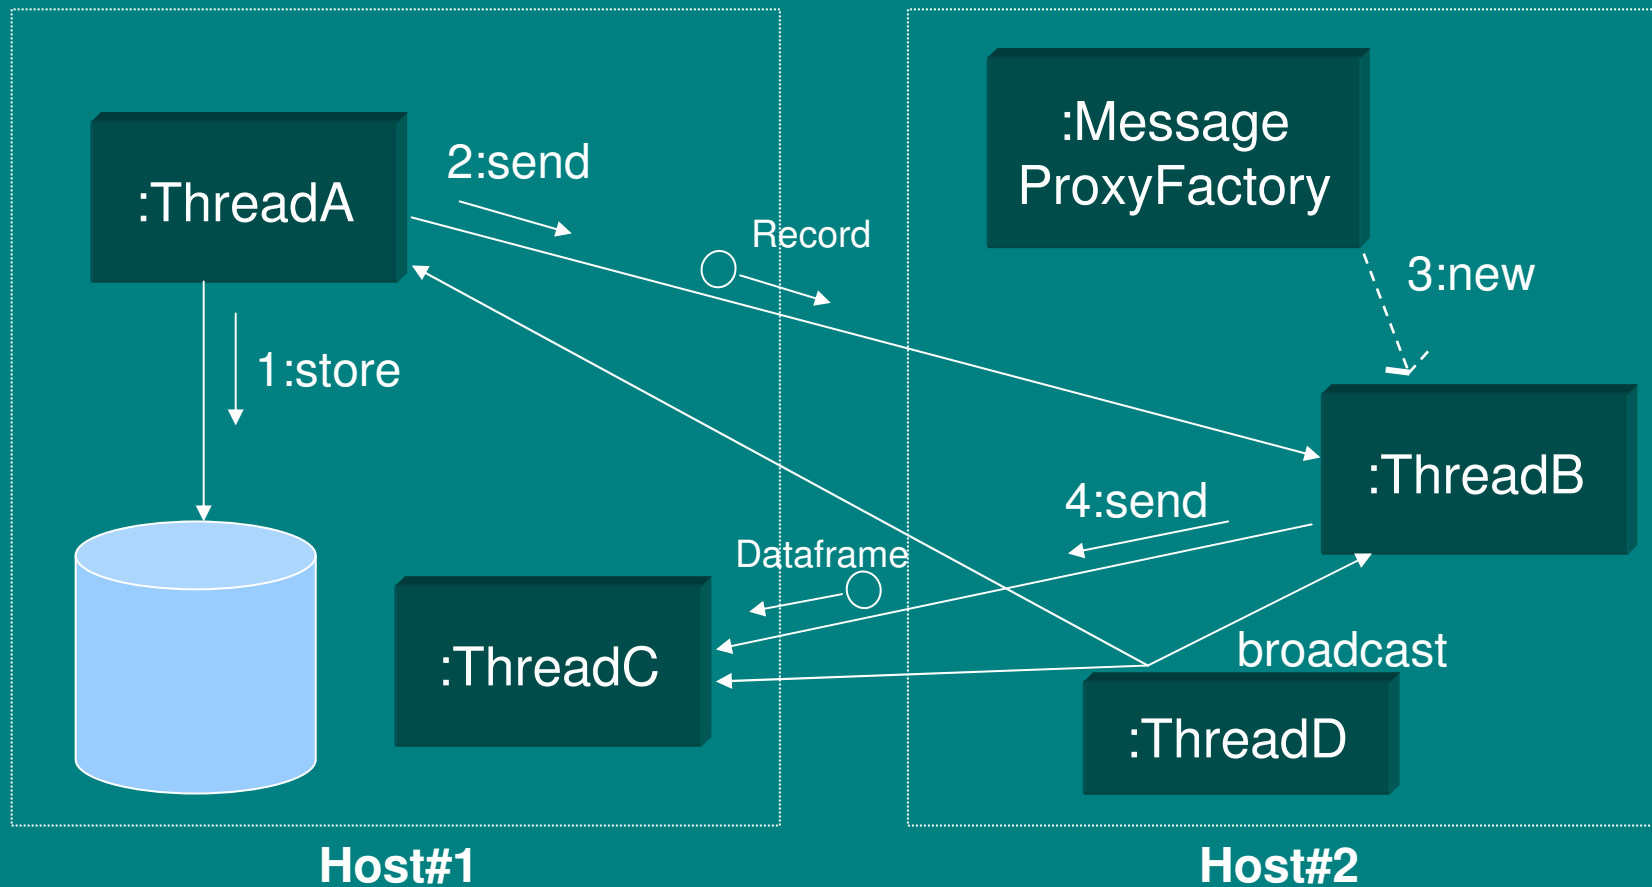 :Message
ProxyFactory
2:send
:ThreadA
Record
3:new
1:store
:ThreadB
4:send
Dataframe
broadcast
:ThreadC
:ThreadD
Host#1
Host#2